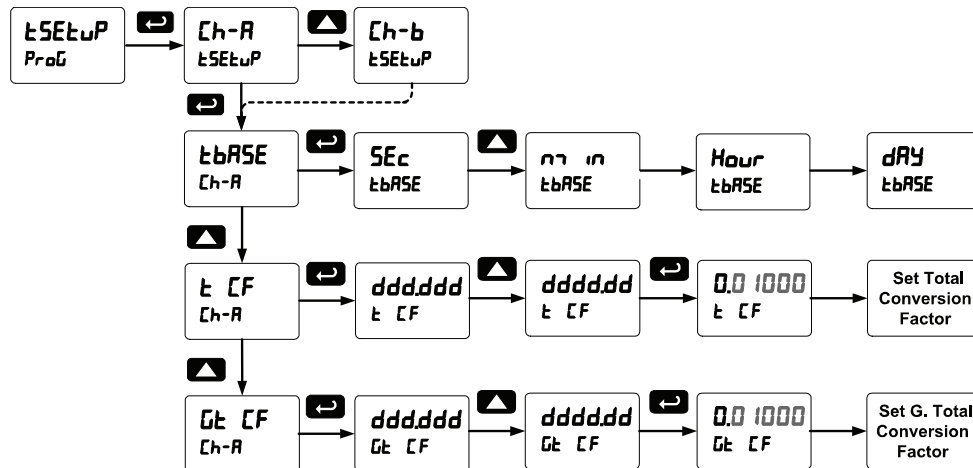 tSEtuP
ProG
Ch-A
tSEtuP
Ch-b
tSEtuP
tbASE
Ch-A
SEc
tbASE
min
tbASE
Hour
tbASE
dAY
tbASE
t CF
Ch-A
ddd.ddd
t CF
dddd.dd
t CF
0.01000
t CF
Set Total
Conversion
Factor
Gt CF
Ch-A
ddd.ddd
Gt CF
dddd.dd
Gt CF
0.01000
Gt CF
Set G. Total
Conversion
Factor